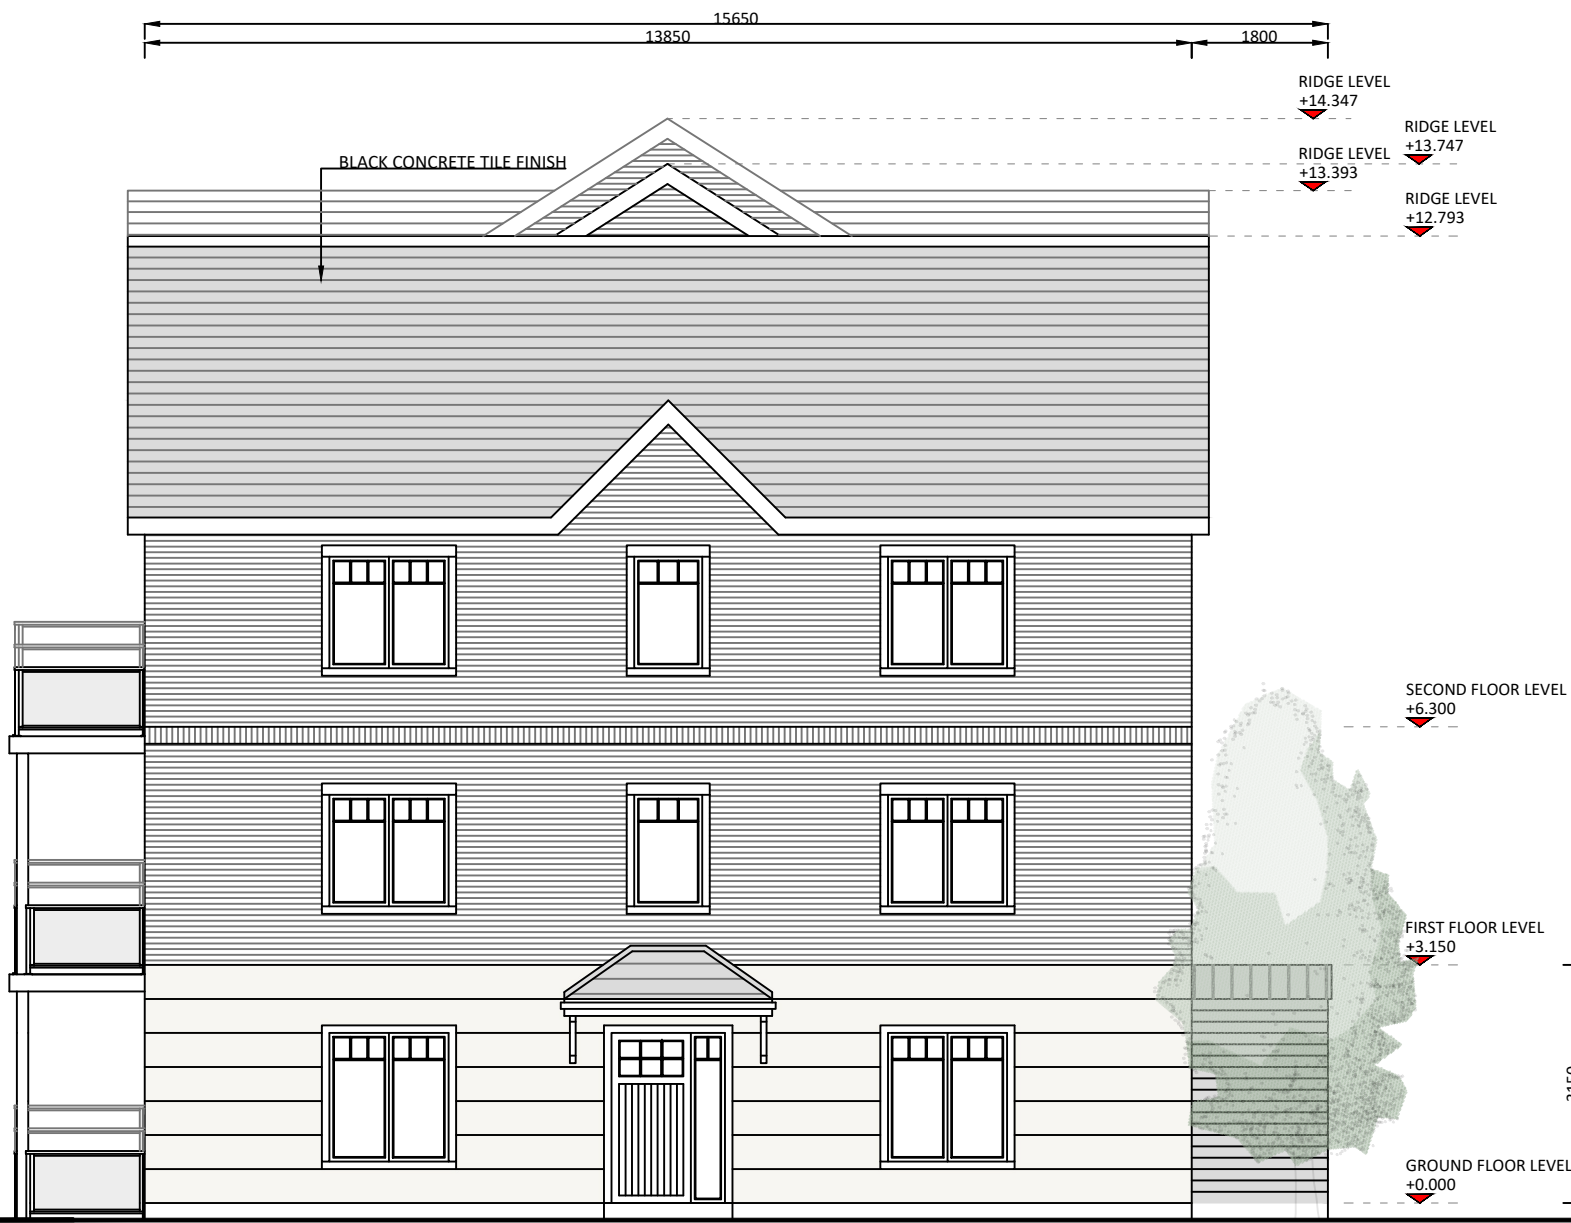 15650
13850
1800
RIDGE LEVEL
+14.347
RIDGE LEVEL
+13.747
RIDGE LEVEL
+13.393
BLACK CONCRETE TILE FINISH
RIDGE LEVEL
+12.793
SECOND FLOOR LEVEL
+6.300
FIRST FLOOR LEVEL
+3.150
GROUND FLOOR LEVEL
+0.000